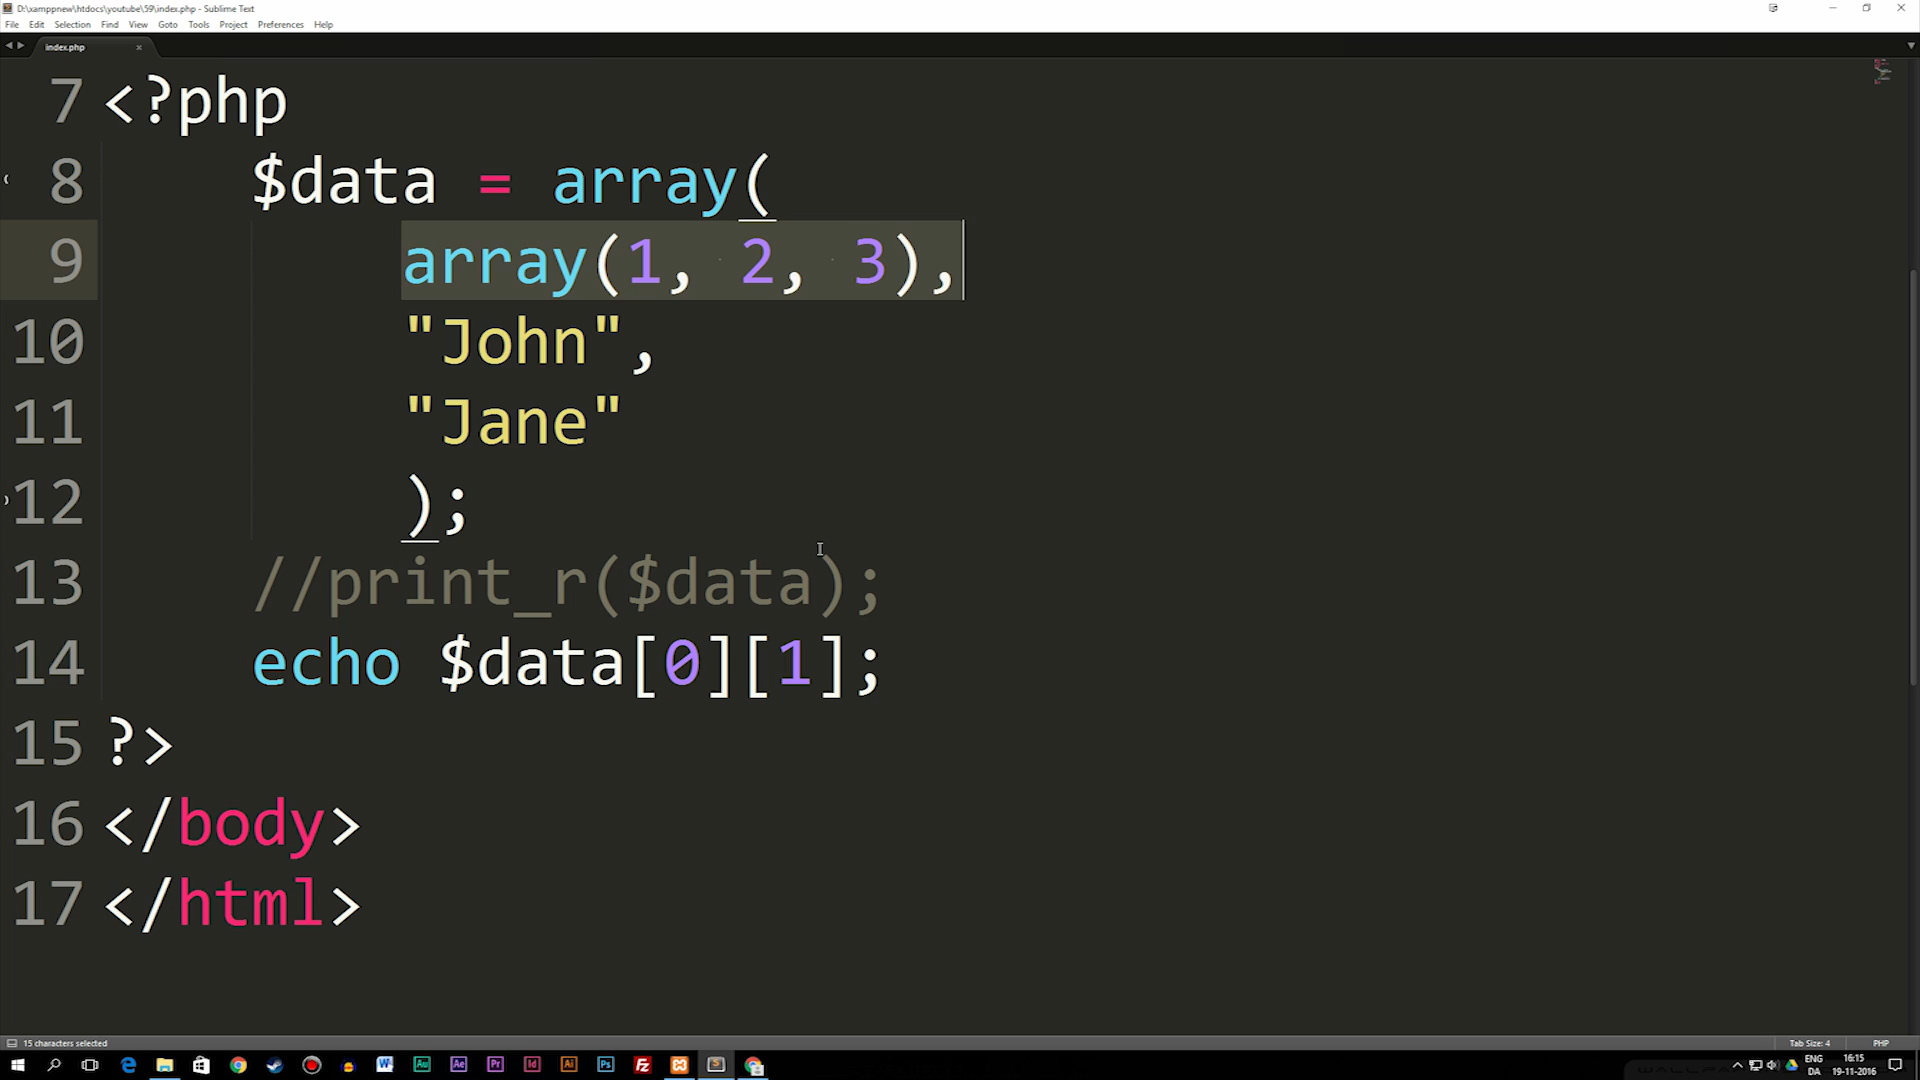 D:\xamppnew\htdocs\youtube\59\index.php - Sublime Text
File Edit Selection Find View Goto Tools Project Preferences Help
index.php
7 <?php
8 $data = array(
9 array(1, 2, 3),
10 "John",
11 "Jane"
12 );
13 //print_r($data);
14 echo $data[0][1];
15 ?>
16 </body>
17 </html>
15 characters selected
Tab Size: 4 PHP
ENG 16:15
DA 19-11-2016